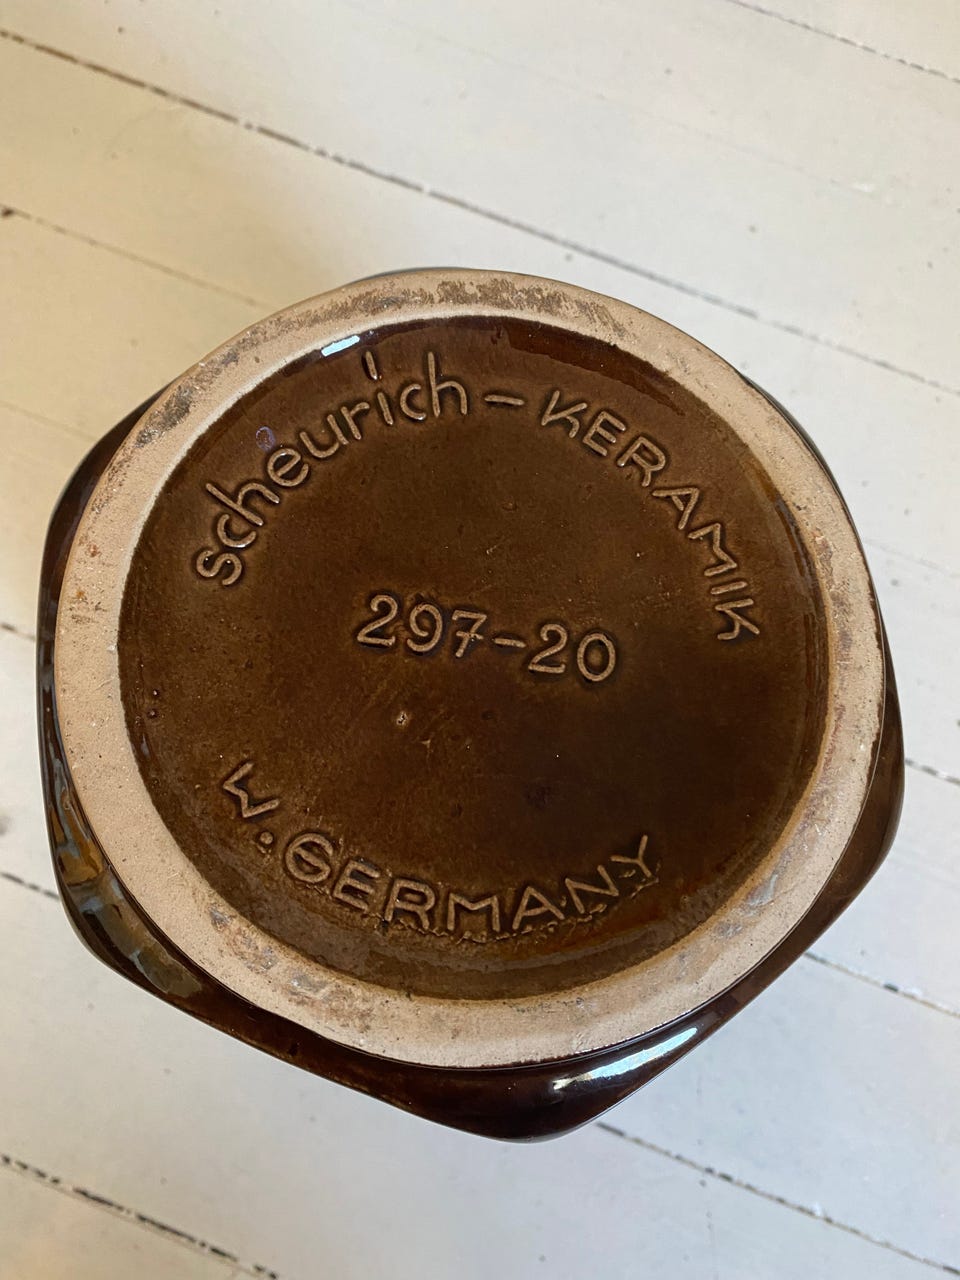 scheurich-KERAMIK
297-20
W. GERMANY